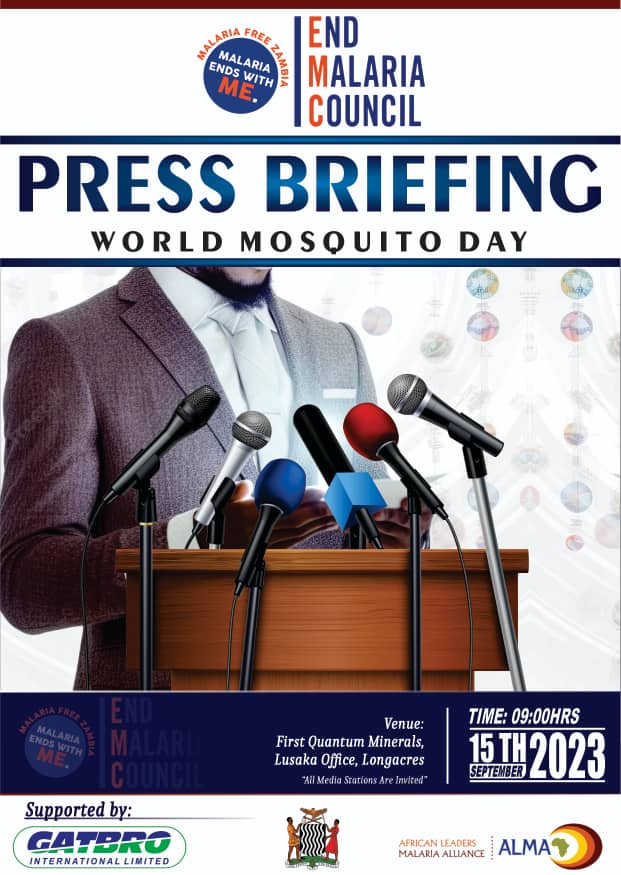 MALARIA FREE ZAMBIA
MALARIA
ENDS WITH
ME.
END
MALARIA
COUNCIL
PRESS BRIEFING
WORLD MOSQUITO DAY
MALARIA FREE ZAMBIA
MALARIA
ENDS WITH
ME.
END
MALARIA
COUNCIL
Venue:
First Quantum Minerals,
Lusaka Office, Longacres
"All Media Stations Are Invited"
TIME: 09:00HRS
15TH
SEPTEMBER
2023
Supported by:
GATBRO
INTERNATIONAL LIMITED
AFRICAN LEADERS
MALARIA ALLIANCE
ALMA